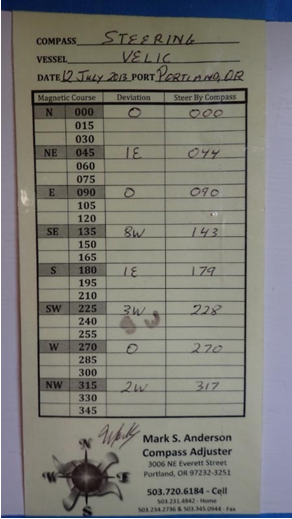 COMPASS STEERING
VESSEL VELIC
DATE 12 JULY 2013 PORT PORTLAND, OR
Magnetic Course Deviation Steer By Compass
N 000 0 000
015
030
NE 045 1E 044
060
075
E 090 0 090
105
120
SE 135 8W 143
150
165
S 180 1E 179
195
210
SW 225 3W 228
240
255
W 270 0 270
285
300
NW 315 2W 317
330
345
N
W E
S
Mark S. Anderson
Compass Adjuster
3006 NE Everett Street
Portland, OR 97232-3251
503.720.6184 - Cell
503.231.4842 - Home
503.234.2736 & 503.345.0944 - Fax